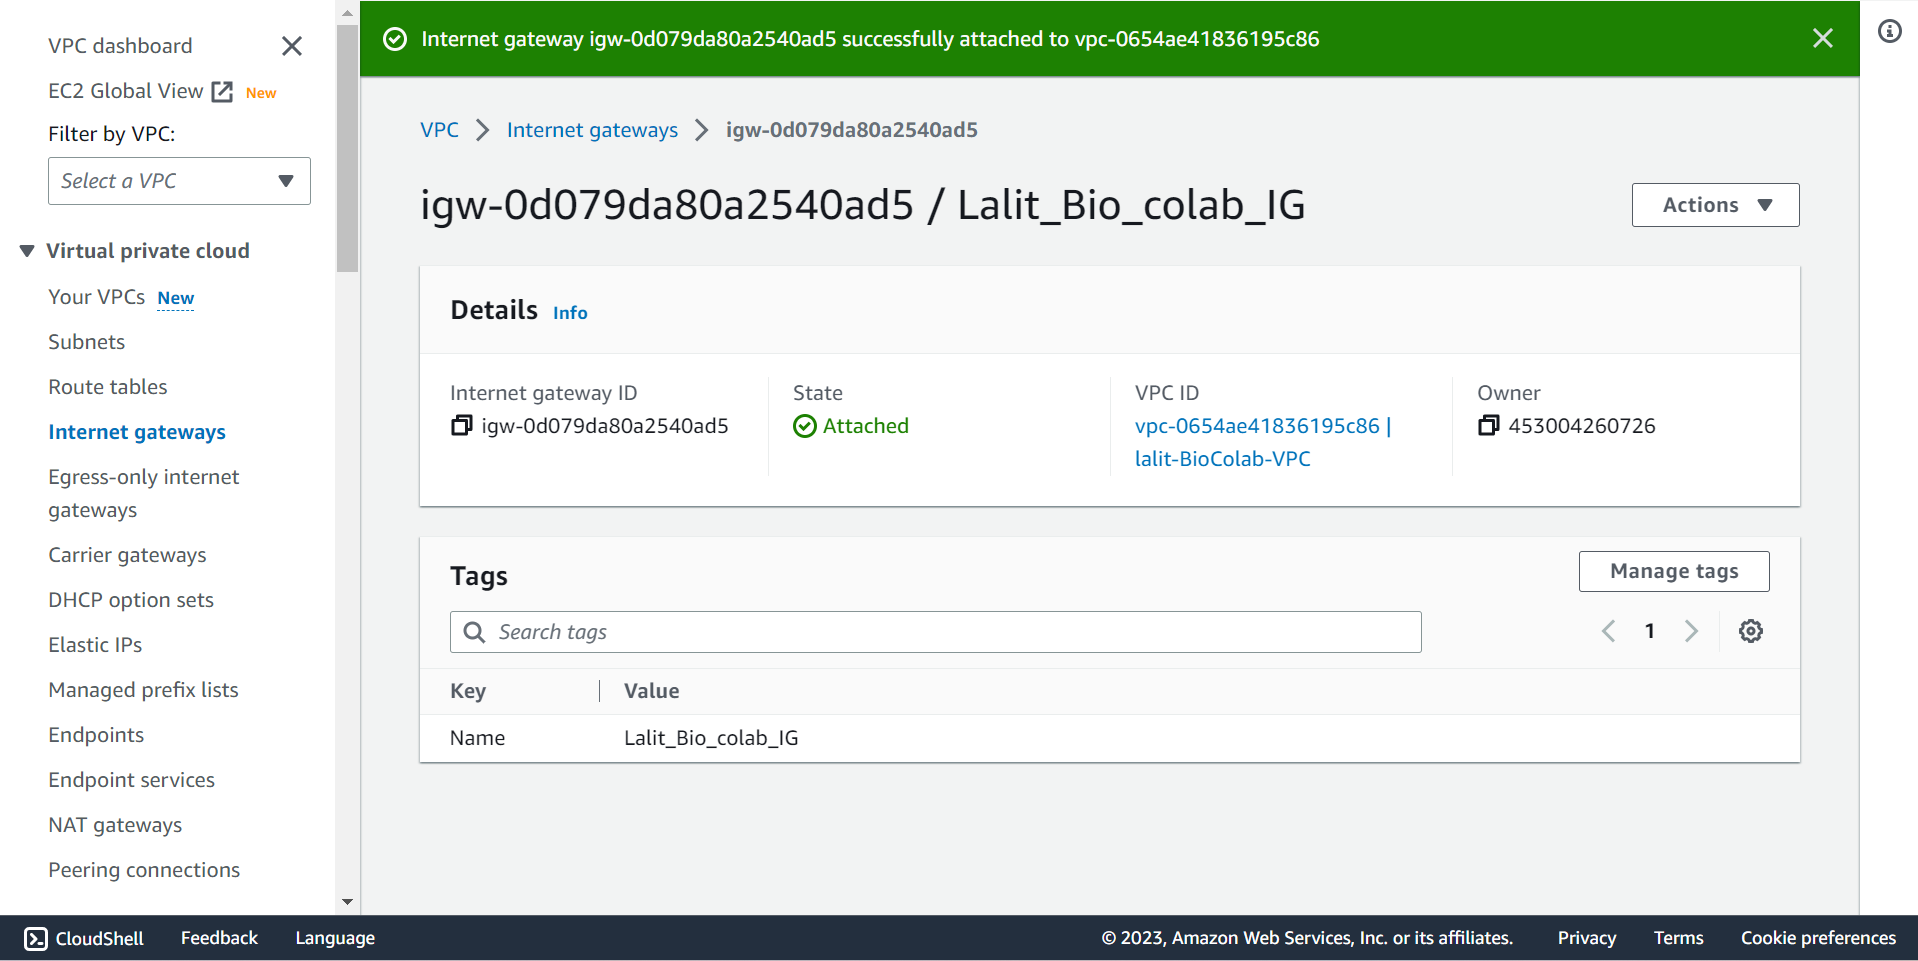 VPC dashboard
EC2 Global View New
Filter by VPC:
Select a VPC
Virtual private cloud
Your VPCs New
Subnets
Route tables
Internet gateways
Egress-only internet
gateways
Carrier gateways
DHCP option sets
Elastic IPs
Managed prefix lists
Endpoints
Endpoint services
NAT gateways
Peering connections
Internet gateway igw-0d079da80a2540ad5 successfully attached to vpc-0654ae41836195c86
VPC > Internet gateways > igw-0d079da80a2540ad5
igw-0d079da80a2540ad5 / Lalit_Bio_colab_IG
Actions
Details Info
Internet gateway ID
igw-0d079da80a2540ad5
State
Attached
VPC ID
vpc-0654ae41836195c86 |
lalit-BioColab-VPC
Owner
453004260726
Tags
Manage tags
Search tags
1
Key Value
Name Lalit_Bio_colab_IG
CloudShell Feedback Language © 2023, Amazon Web Services, Inc. or its affiliates. Privacy Terms Cookie preferences